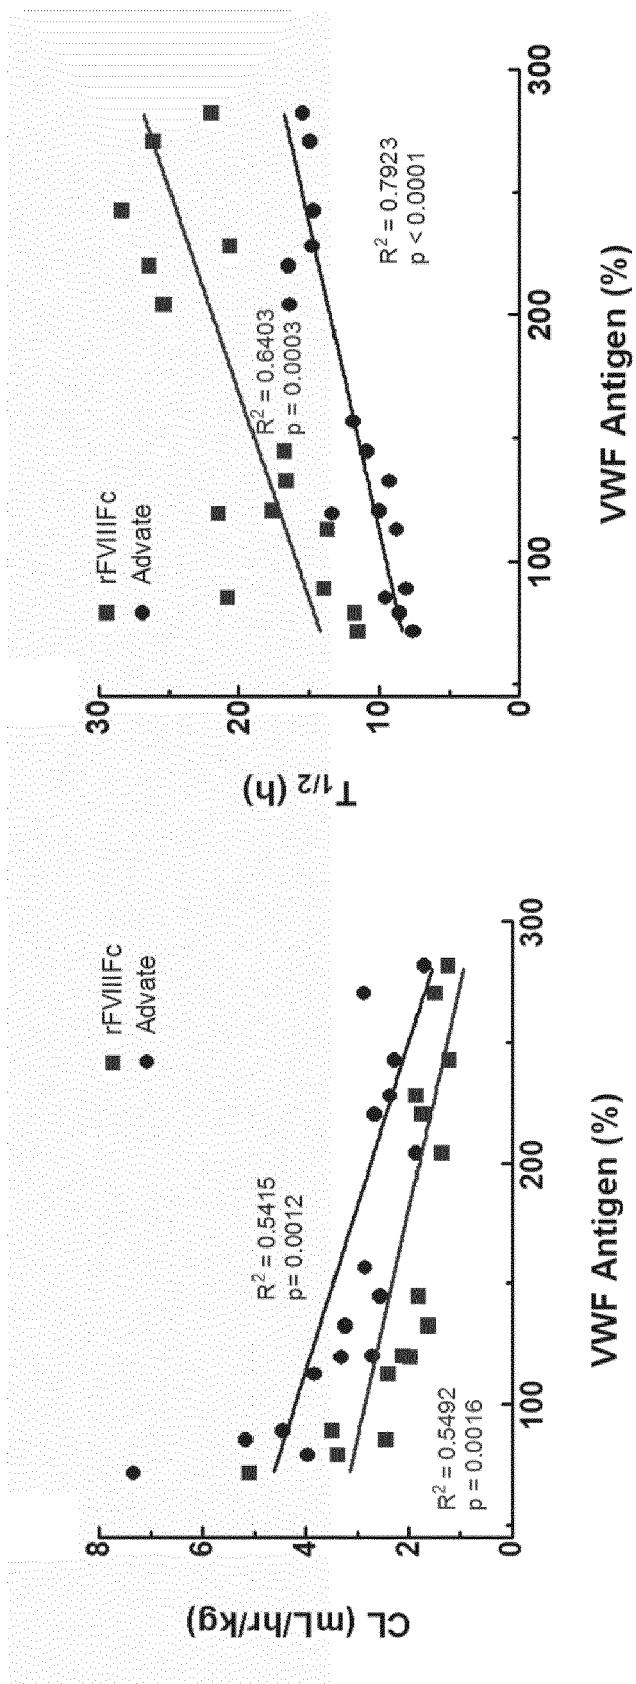 CL (mL/hr/kg)
8
6
4
2
0
100
200
300
VWF Antigen (%)
rFVIIIFc
Advate
R² = 0.5415
p= 0.0012
R² = 0.5492
p = 0.0016
T1/2 (h)
30
20
10
0
100
200
300
VWF Antigen (%)
rFVIIIFc
Advate
R² = 0.6403
p = 0.0003
R² = 0.7923
p < 0.0001